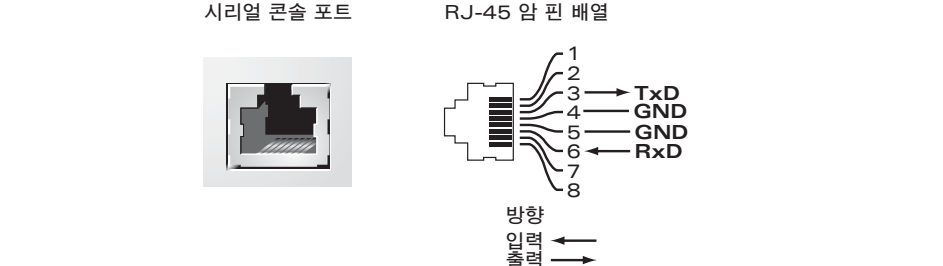 시리얼 콘솔 포트
RJ-45 암 핀 배열
1
2
3 TxD
4 GND
5 GND
6 RxD
7
8
방향
입력
출력